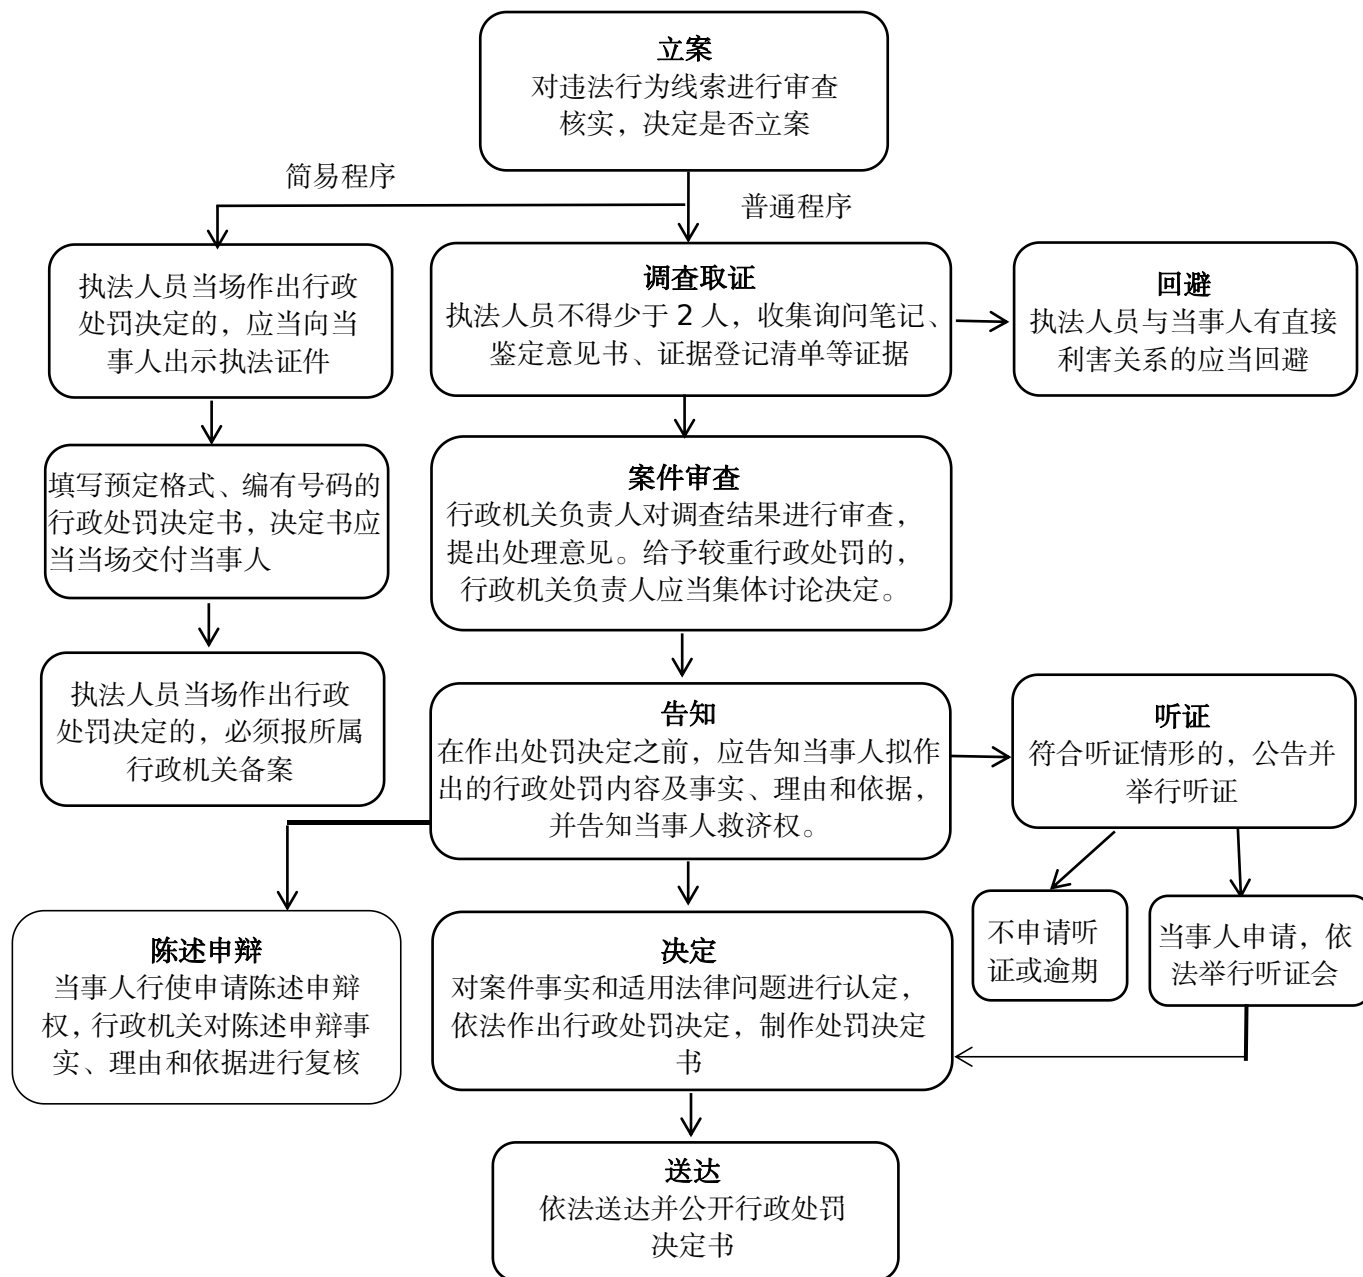 立案
对违法行为线索进行审查
核实，决定是否立案
简易程序
普通程序
执法人员当场作出行政
处罚决定的，应当向当
事人出示执法证件
调查取证
执法人员不得少于 2 人，收集询问笔记、
鉴定意见书、证据登记清单等证据
回避
执法人员与当事人有直接
利害关系的应当回避
填写预定格式、编有号码的
行政处罚决定书，决定书应
当当场交付当事人
案件审查
行政机关负责人对调查结果进行审查，
提出处理意见。给予较重行政处罚的，
行政机关负责人应当集体讨论决定。
执法人员当场作出行政
处罚决定的，必须报所属
行政机关备案
告知
在作出处罚决定之前，应告知当事人拟作
出的行政处罚内容及事实、理由和依据，
并告知当事人救济权。
听证
符合听证情形的，公告并
举行听证
不申请听
证或逾期
当事人申请，依
法举行听证会
陈述申辩
当事人行使申请陈述申辩
权，行政机关对陈述申辩事
实、理由和依据进行复核
决定
对案件事实和适用法律问题进行认定，
依法作出行政处罚决定，制作处罚决定
书
送达
依法送达并公开行政处罚
决定书